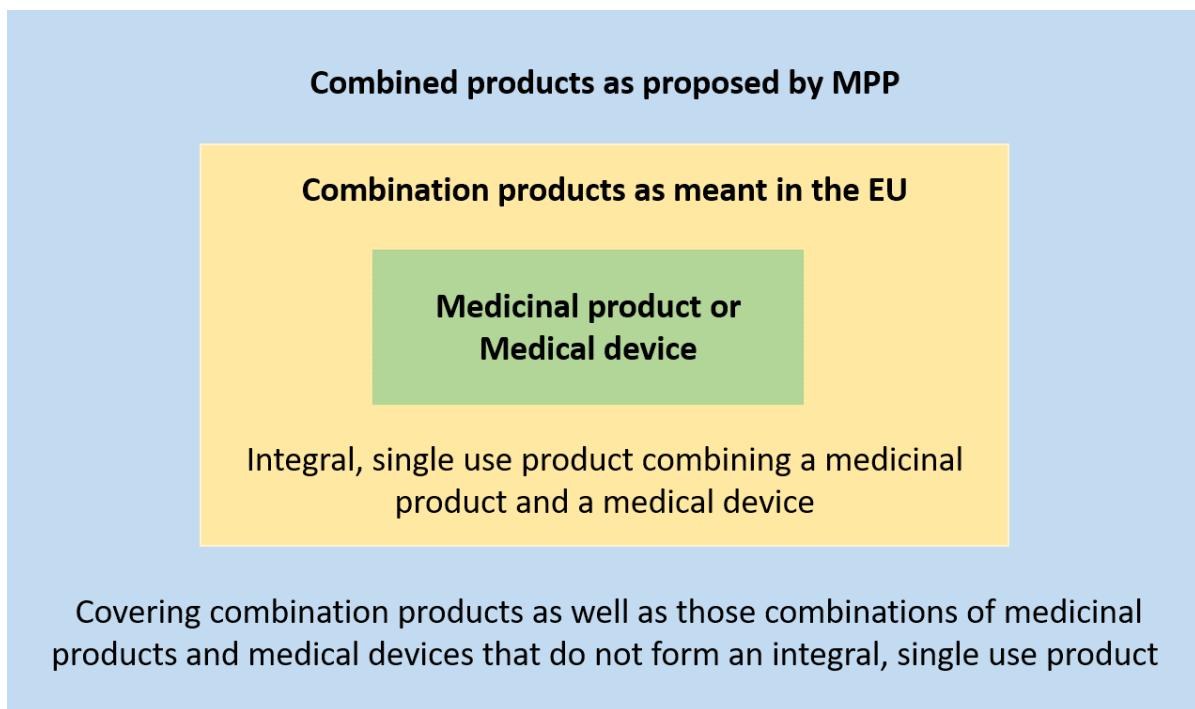 Combined products as proposed by MPP
Combination products as meant in the EU
Medicinal product or
Medical device
Integral, single use product combining a medicinal
product and a medical device
Covering combination products as well as those combinations of medicinal
products and medical devices that do not form an integral, single use product